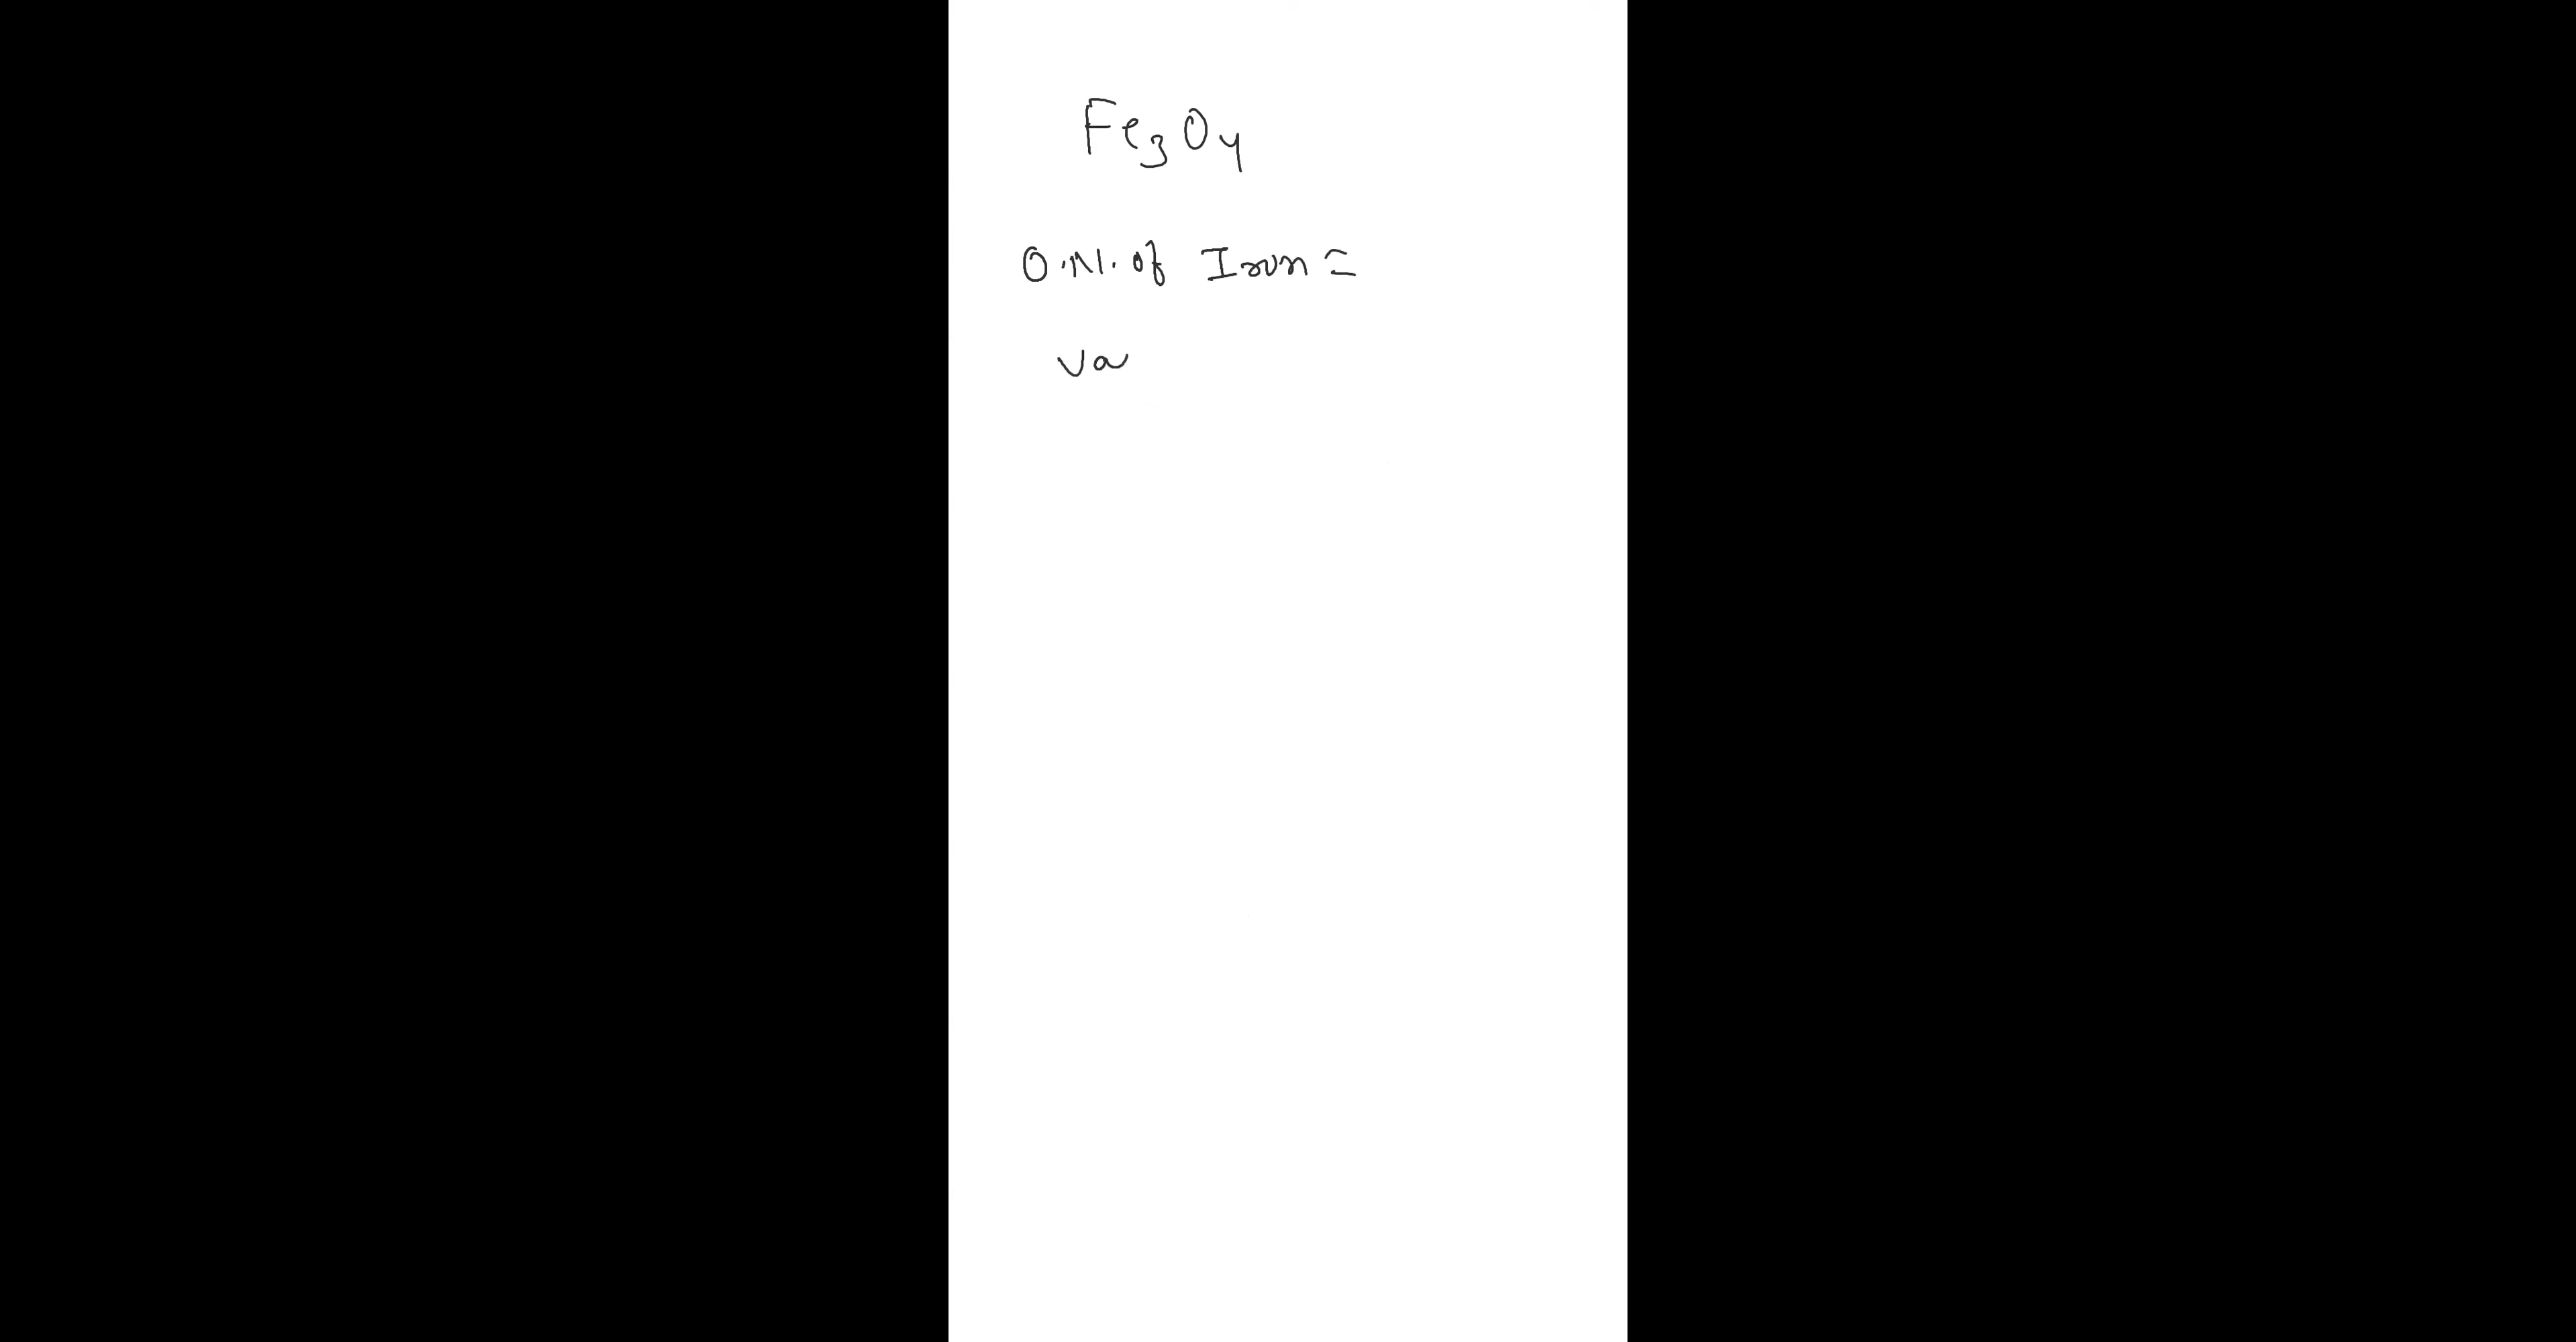 Fe₃O₄
O.N. of Iron =
va